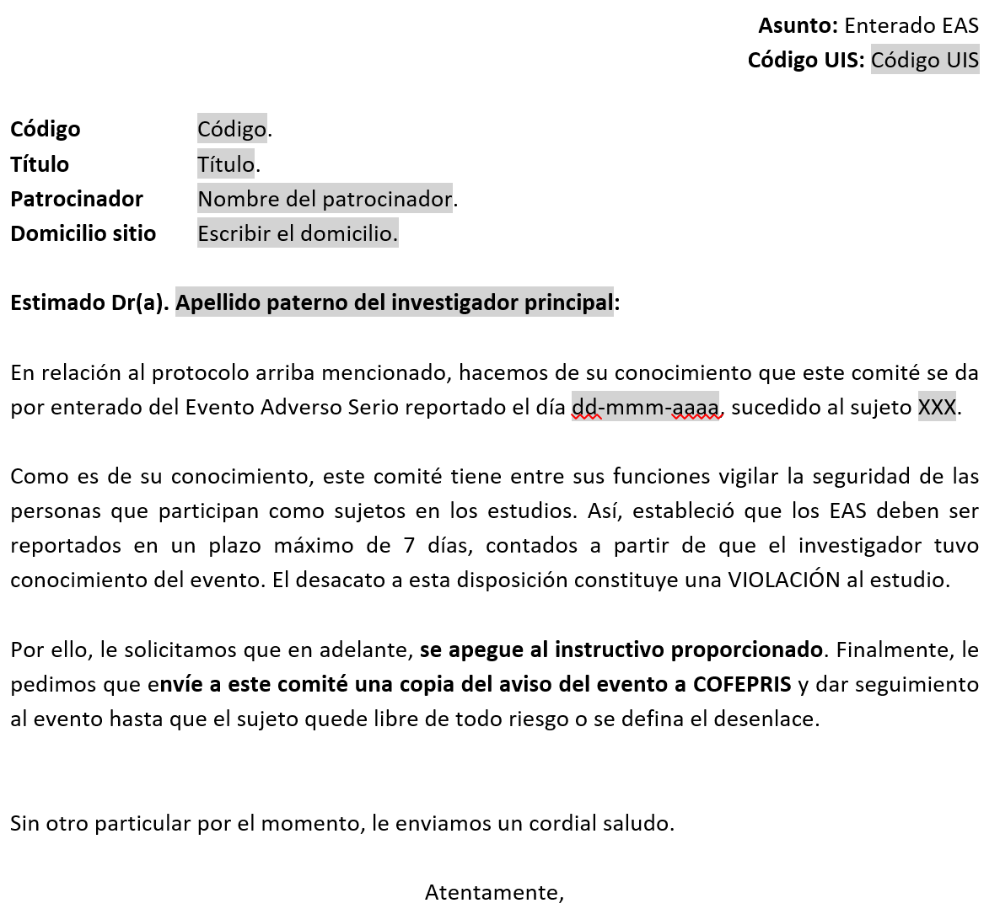 Asunto: Enterado EAS
Código UIS: Código UIS
Código Código.
Título Título.
Patrocinador Nombre del patrocinador.
Domicilio sitio Escribir el domicilio.
Estimado Dr(a). Apellido paterno del investigador principal:
En relación al protocolo arriba mencionado, hacemos de su conocimiento que este comité se da
por enterado del Evento Adverso Serio reportado el día dd-mmm-aaaa, sucedido al sujeto XXX.
Como es de su conocimiento, este comité tiene entre sus funciones vigilar la seguridad de las
personas que participan como sujetos en los estudios. Así, estableció que los EAS deben ser
reportados en un plazo máximo de 7 días, contados a partir de que el investigador tuvo
conocimiento del evento. El desacato a esta disposición constituye una VIOLACIÓN al estudio.
Por ello, le solicitamos que en adelante, se apegue al instructivo proporcionado. Finalmente, le
pedimos que envíe a este comité una copia del aviso del evento a COFEPRIS y dar seguimiento
al evento hasta que el sujeto quede libre de todo riesgo o se defina el desenlace.
Sin otro particular por el momento, le enviamos un cordial saludo.
Atentamente,